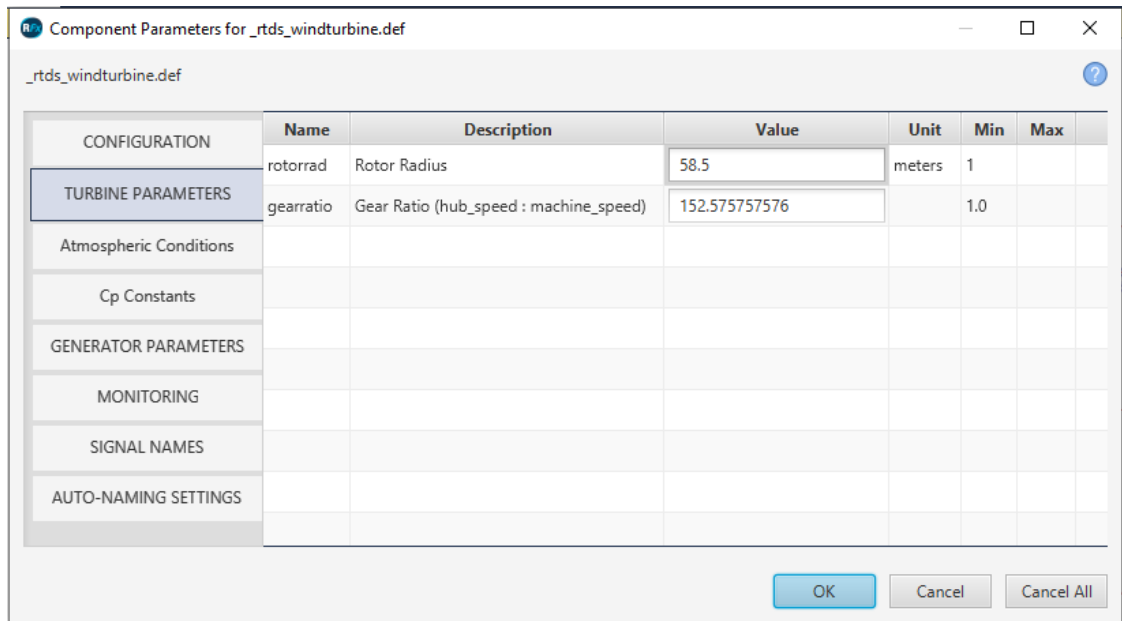 RFX Component Parameters for _rtds_windturbine.def
_rtds_windturbine.def
?
CONFIGURATION
TURBINE PARAMETERS
Atmospheric Conditions
Cp Constants
GENERATOR PARAMETERS
MONITORING
SIGNAL NAMES
AUTO-NAMING SETTINGS
Name Description Value Unit Min Max
rotorrad Rotor Radius 58.5 meters 1
gearratio Gear Ratio (hub_speed : machine_speed) 152.575757576 1.0
OK Cancel Cancel All